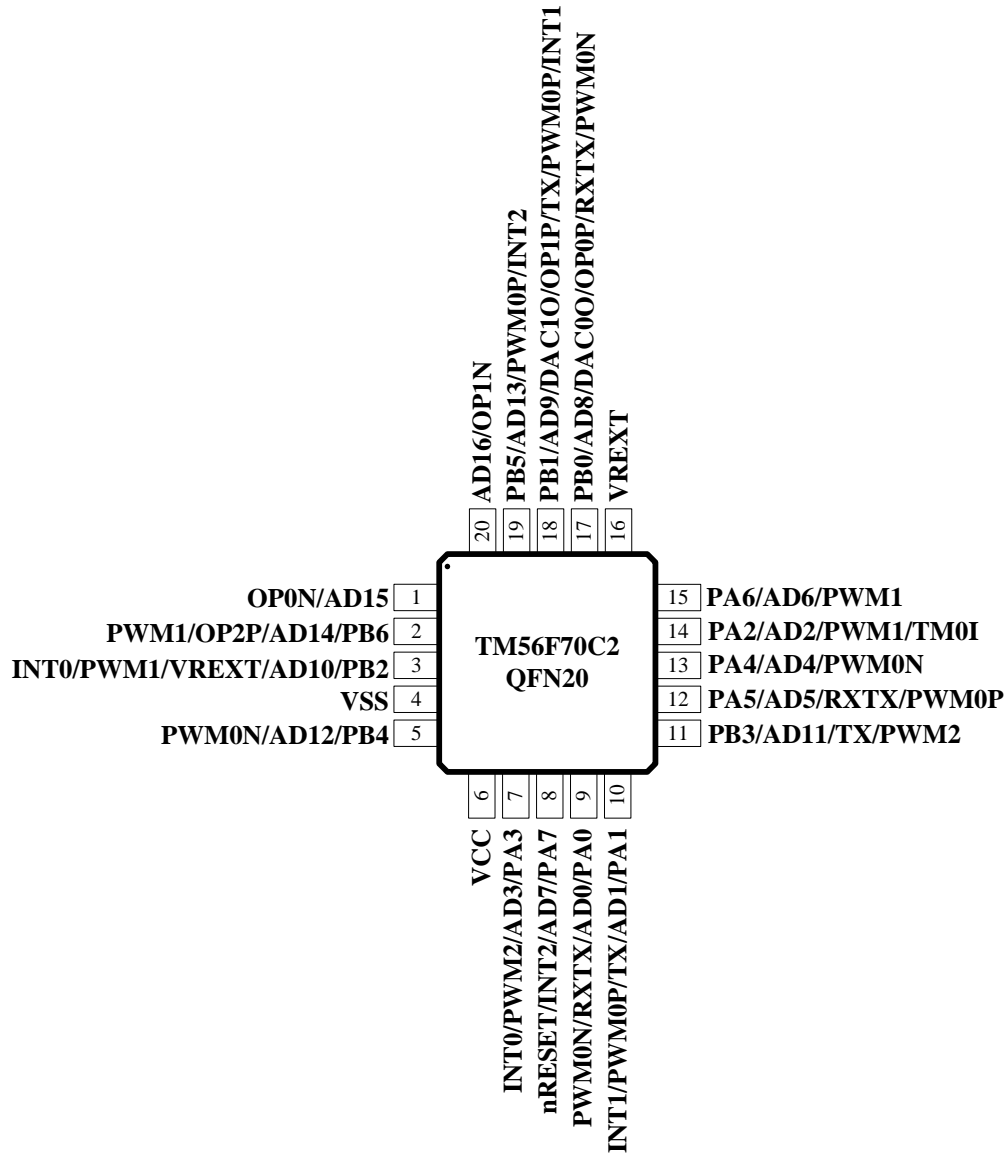 PB1/AD9/DAC1O/OP1P/TX/PWM0P/INT1
PB0/AD8/DAC0O/OP0P/RXTX/PWM0N
PB5/AD13/PWM0P/INT2
AD16/OP1N
VREXT
20
19
18
17
16
OP0N/AD15 1
PWM1/OP2P/AD14/PB6 2
INT0/PWM1/VREXT/AD10/PB2 3
VSS 4
PWM0N/AD12/PB4 5
TM56F70C2
QFN20
15 PA6/AD6/PWM1
14 PA2/AD2/PWM1/TM0I
13 PA4/AD4/PWM0N
12 PA5/AD5/RXTX/PWM0P
11 PB3/AD11/TX/PWM2
6
7
8
9
10
VCC
INT0/PWM2/AD3/PA3
nRESET/INT2/AD7/PA7
PWM0N/RXTX/AD0/PA0
INT1/PWM0P/TX/AD1/PA1